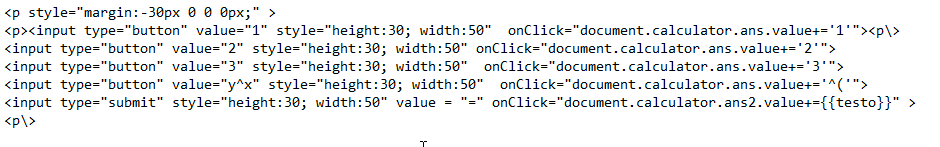 <p style="margin:-30px 0 0 0px;" >
<p><input type="button" value="1" style="height:30; width:50"  onClick="document.calculator.ans.value+='1'"><p\>
<input type="button" value="2" style="height:30; width:50" onClick="document.calculator.ans.value+='2'">
<input type="button" value="3" style="height:30; width:50"  onClick="document.calculator.ans.value+='3'">
<input type="button" value="y^x" style="height:30; width:50"  onClick="document.calculator.ans.value+='^('">
<input type="submit" style="height:30; width:50" value = "=" onClick="document.calculator.ans2.value+={{testo}}" >
<p\>